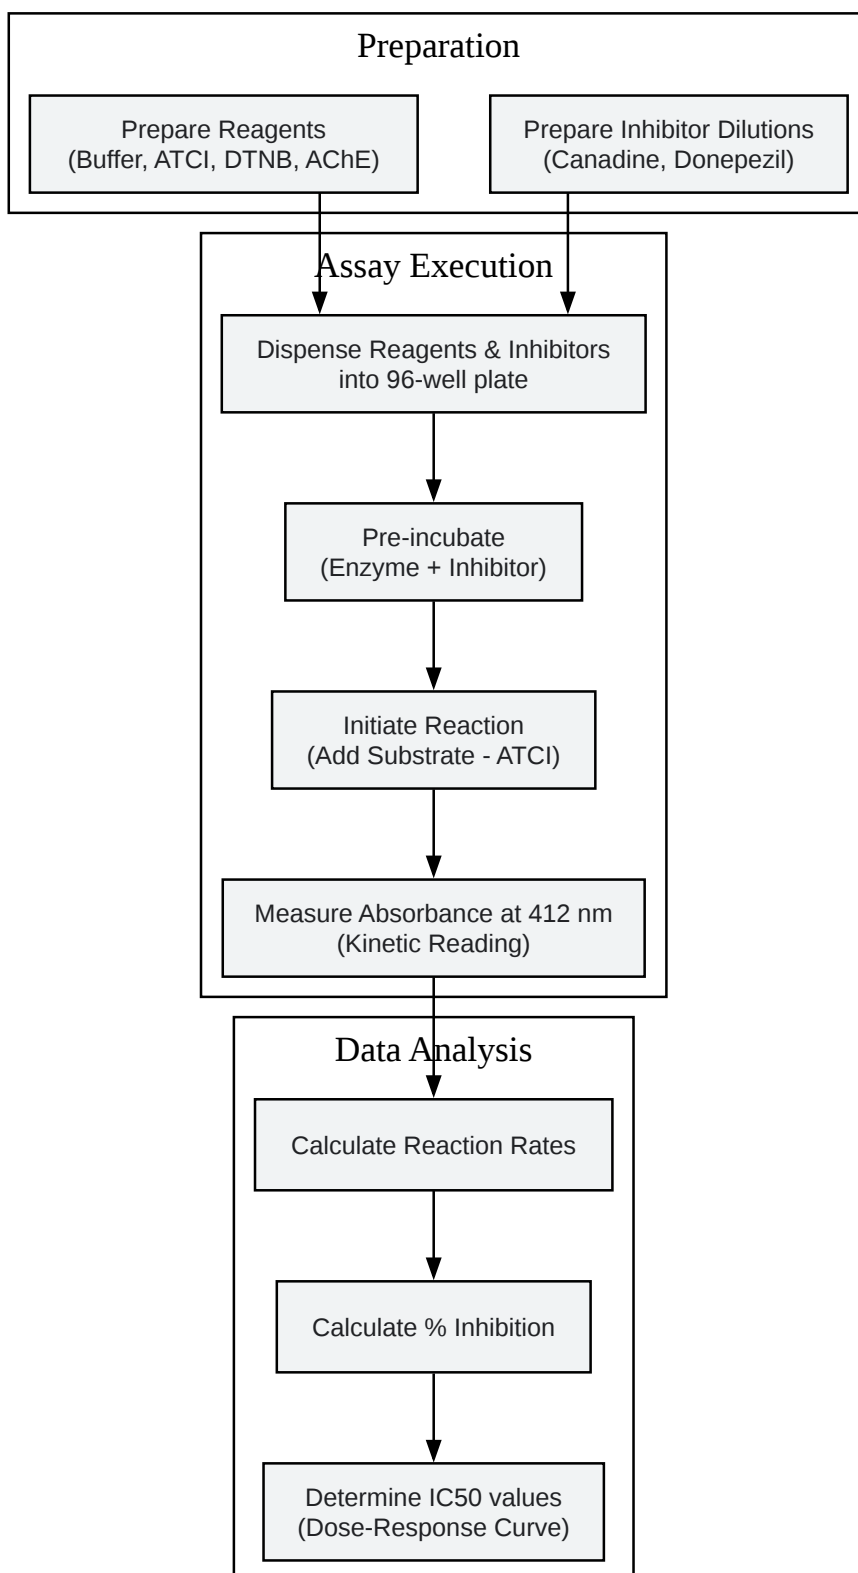 Preparation
Prepare Reagents
(Buffer, ATCI, DTNB, AChE)
Prepare Inhibitor Dilutions
(Canadine, Donepezil)
Assay Execution
Dispense Reagents & Inhibitors
into 96-well plate
Pre-incubate
(Enzyme + Inhibitor)
Initiate Reaction
(Add Substrate - ATCI)
Measure Absorbance at 412 nm
(Kinetic Reading)
Data Analysis
Calculate Reaction Rates
Calculate % Inhibition
Determine IC50 values
(Dose-Response Curve)